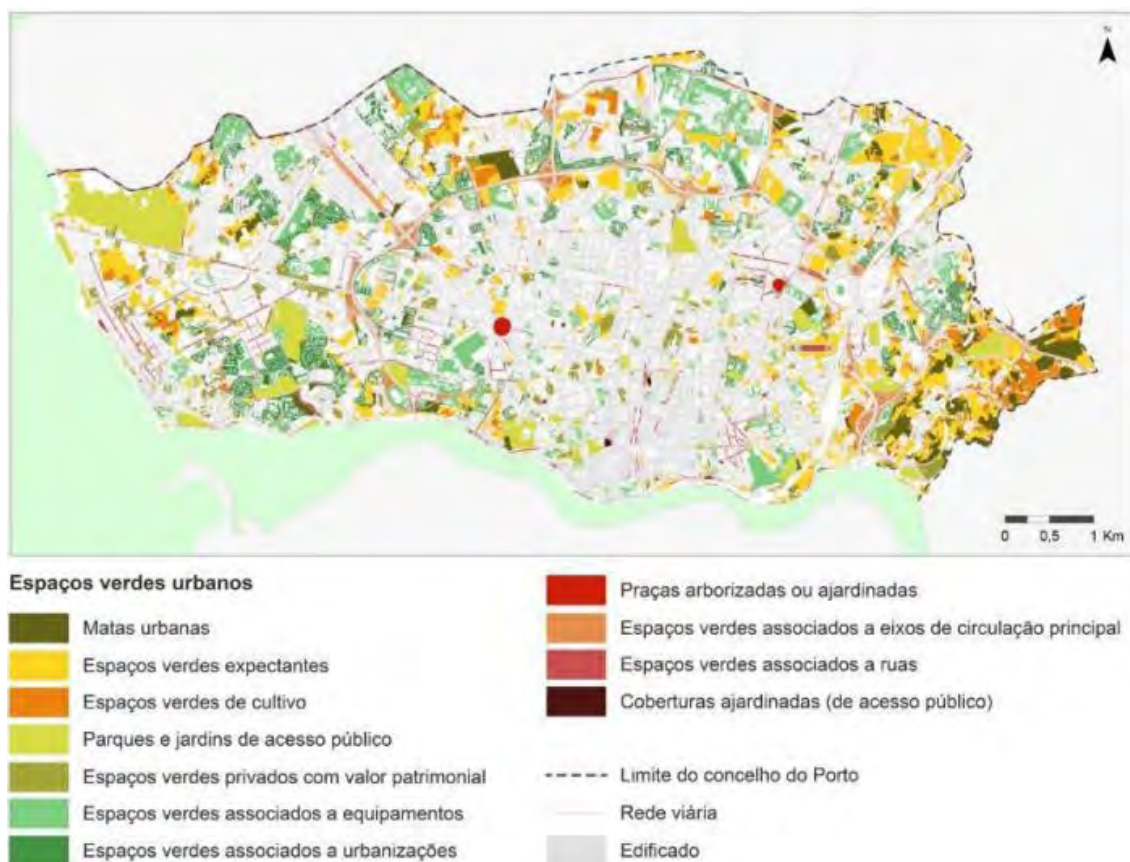 N
0 0,5 1 Km
Espaços verdes urbanos
Matas urbanas
Espaços verdes expectantes
Espaços verdes de cultivo
Parques e jardins de acesso público
Espaços verdes privados com valor patrimonial
Espaços verdes associados a equipamentos
Espaços verdes associados a urbanizações
Praças arborizadas ou ajardinadas
Espaços verdes associados a eixos de circulação principal
Espaços verdes associados a ruas
Coberturas ajardinadas (de acesso público)
Limite do concelho do Porto
Rede viária
Edificado